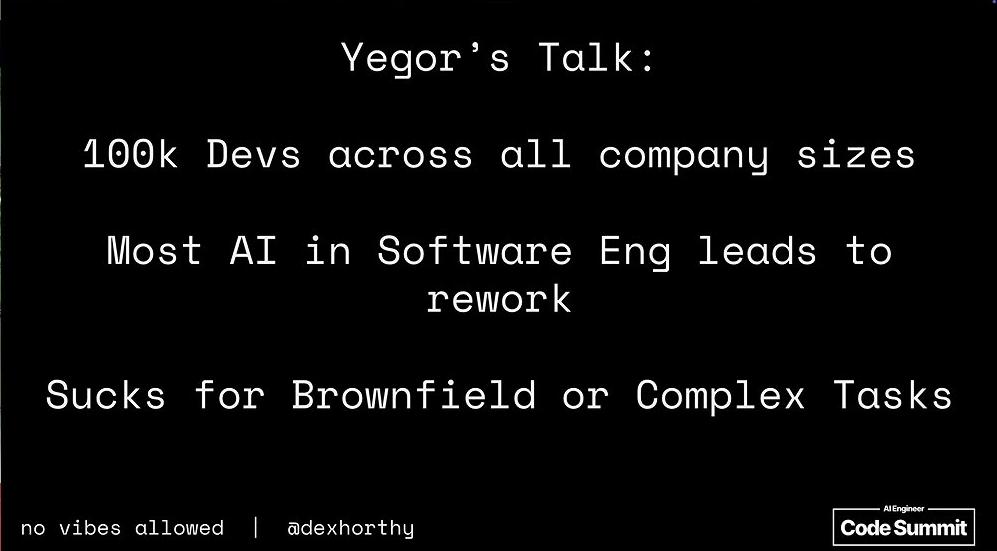 Yegor’s Talk:
100k Devs across all company sizes
Most AI in Software Eng leads to
rework
Sucks for Brownfield or Complex Tasks
no vibes allowed | @dexhorthy
AI Engineer
Code Summit